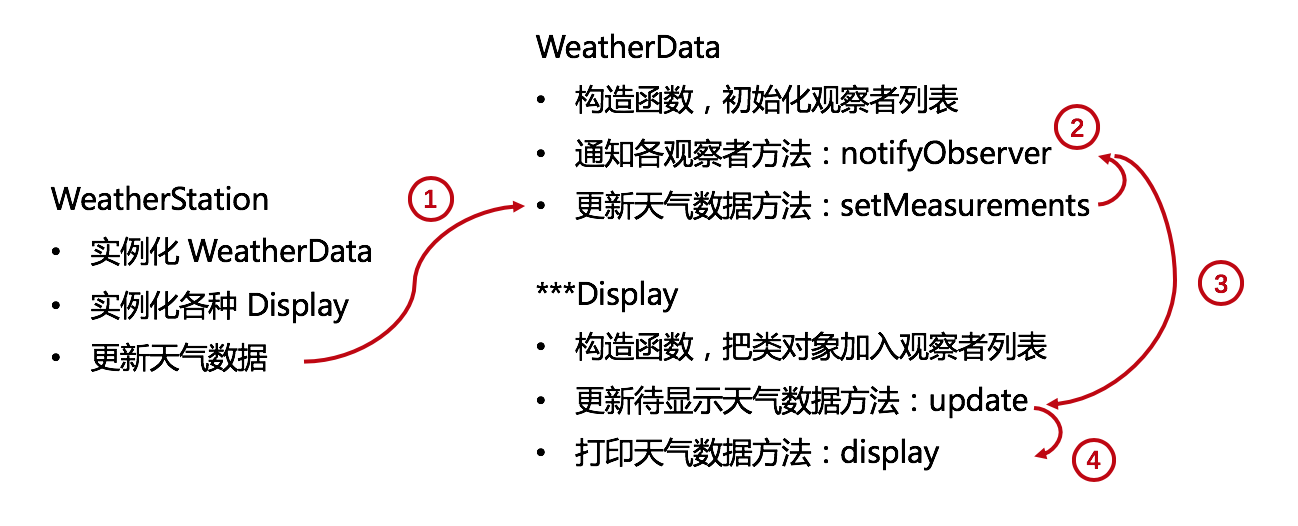 WeatherStation
• 实例化 WeatherData
• 实例化各种 Display
• 更新天气数据
①
WeatherData
• 构造函数，初始化观察者列表
• 通知各观察者方法：notifyObserver
②
• 更新天气数据方法：setMeasurements
③
***Display
• 构造函数，把类对象加入观察者列表
• 更新待显示天气数据方法：update
• 打印天气数据方法：display
④